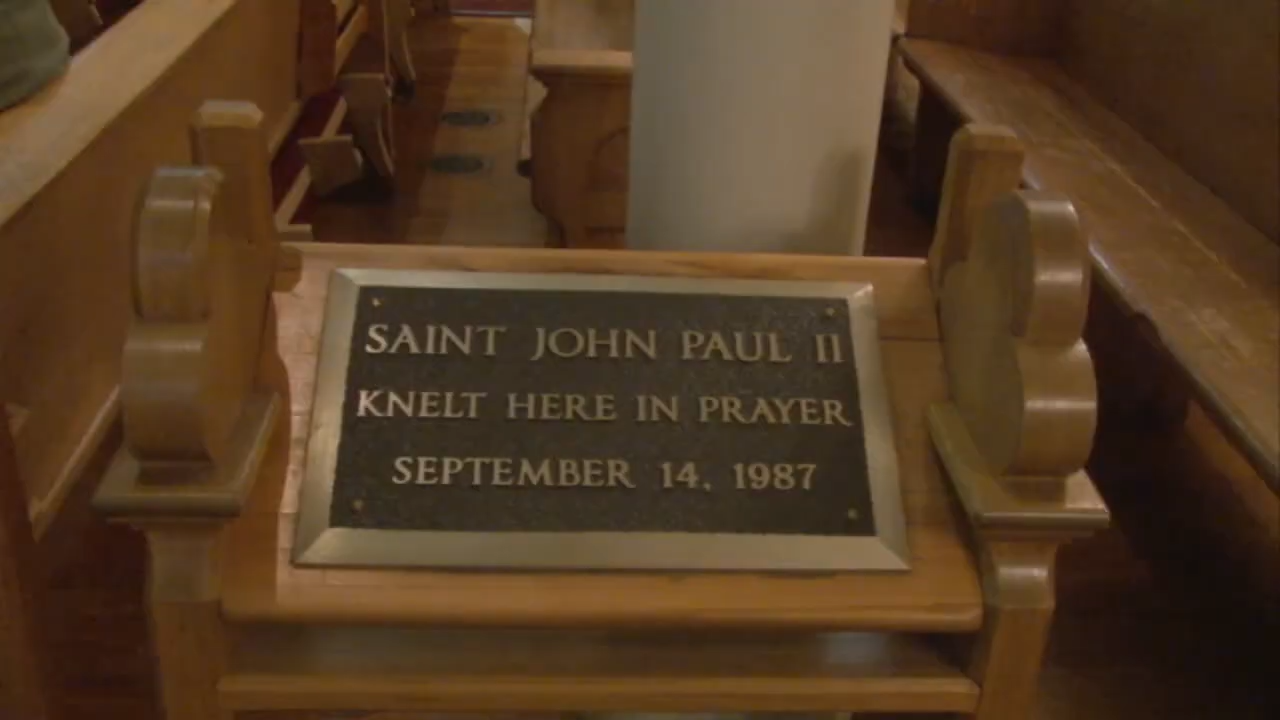 SAINT JOHN PAUL II
KNELT HERE IN PRAYER
SEPTEMBER 14, 1987